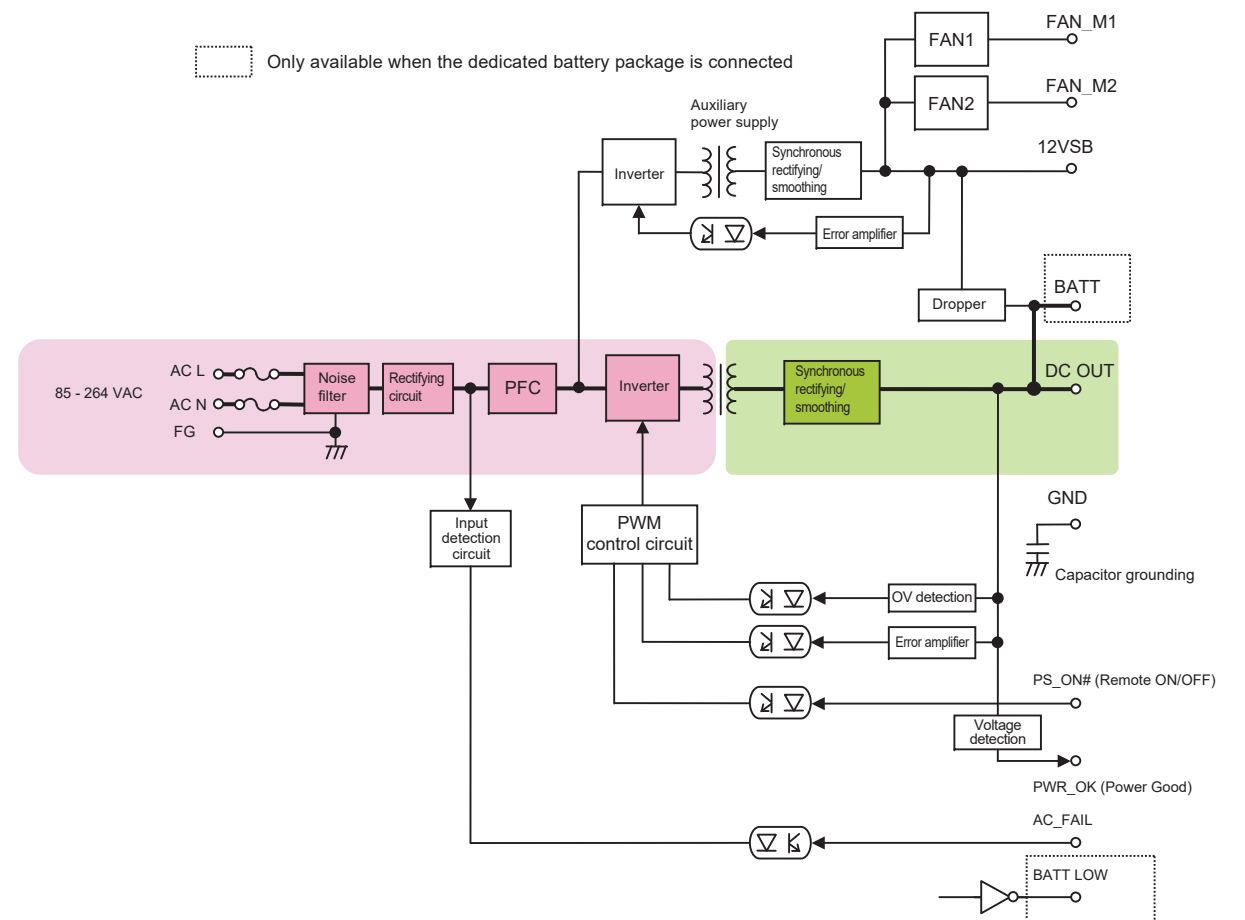 FAN_M1
FAN1
Only available when the dedicated battery package is connected
FAN_M2
FAN2
Auxiliary
power supply
12VSB
Inverter
Synchronous
rectifying/
smoothing
Error amplifier
BATT
Dropper
85 - 264 VAC
AC L
AC N
FG
Noise
filter
Rectifying
circuit
PFC
Inverter
Synchronous
rectifying/
smoothing
DC OUT
GND
Capacitor grounding
Input
detection
circuit
PWM
control circuit
OV detection
Error amplifier
PS_ON# (Remote ON/OFF)
Voltage
detection
PWR_OK (Power Good)
AC_FAIL
BATT LOW